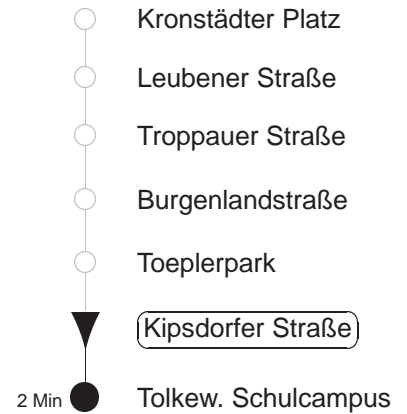 Kronstädter Platz
Leubener Straße
Troppauer Straße
Burgenlandstraße
Toeplerpark
Kipsdorfer Straße
2 Min Tolkew. Schulcampus